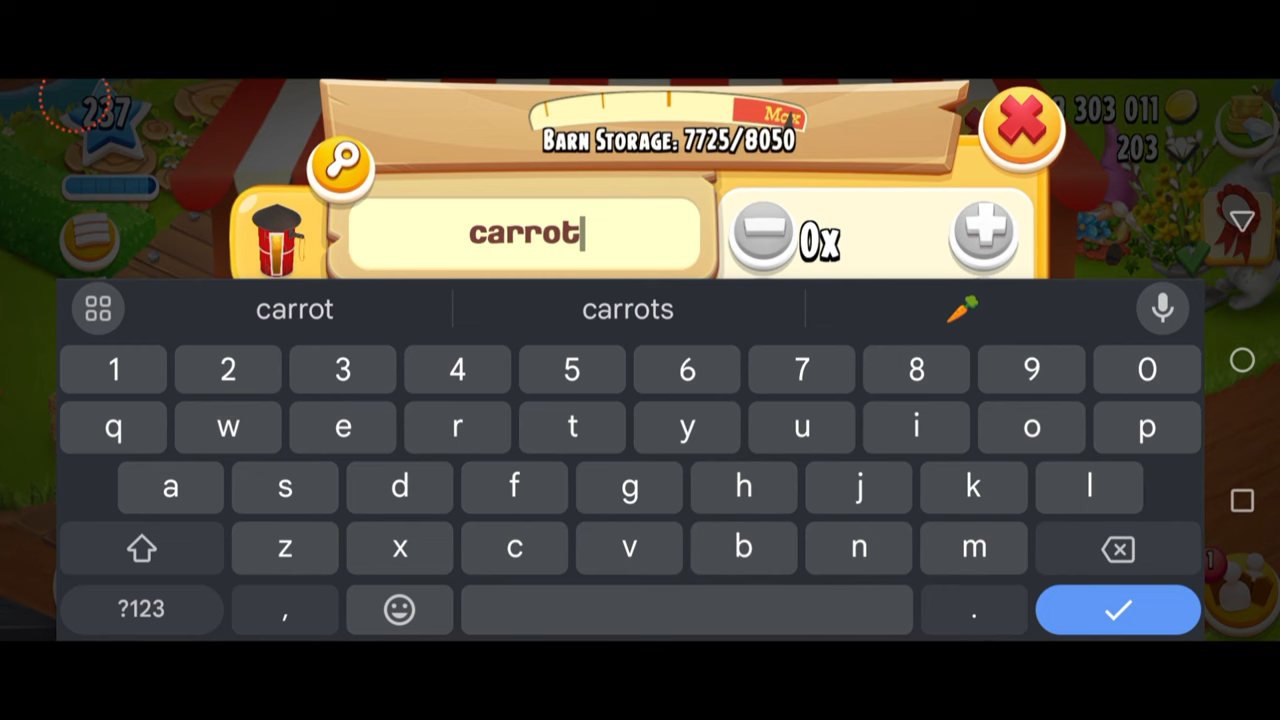 237
Max
Barn Storage: 7725/8050
303 011
203
carrot
0x
carrot carrots 🥕
1 2 3 4 5 6 7 8 9 0
q w e r t y u i o p
a s d f g h j k l
z x c v b n m
?123 , .
1